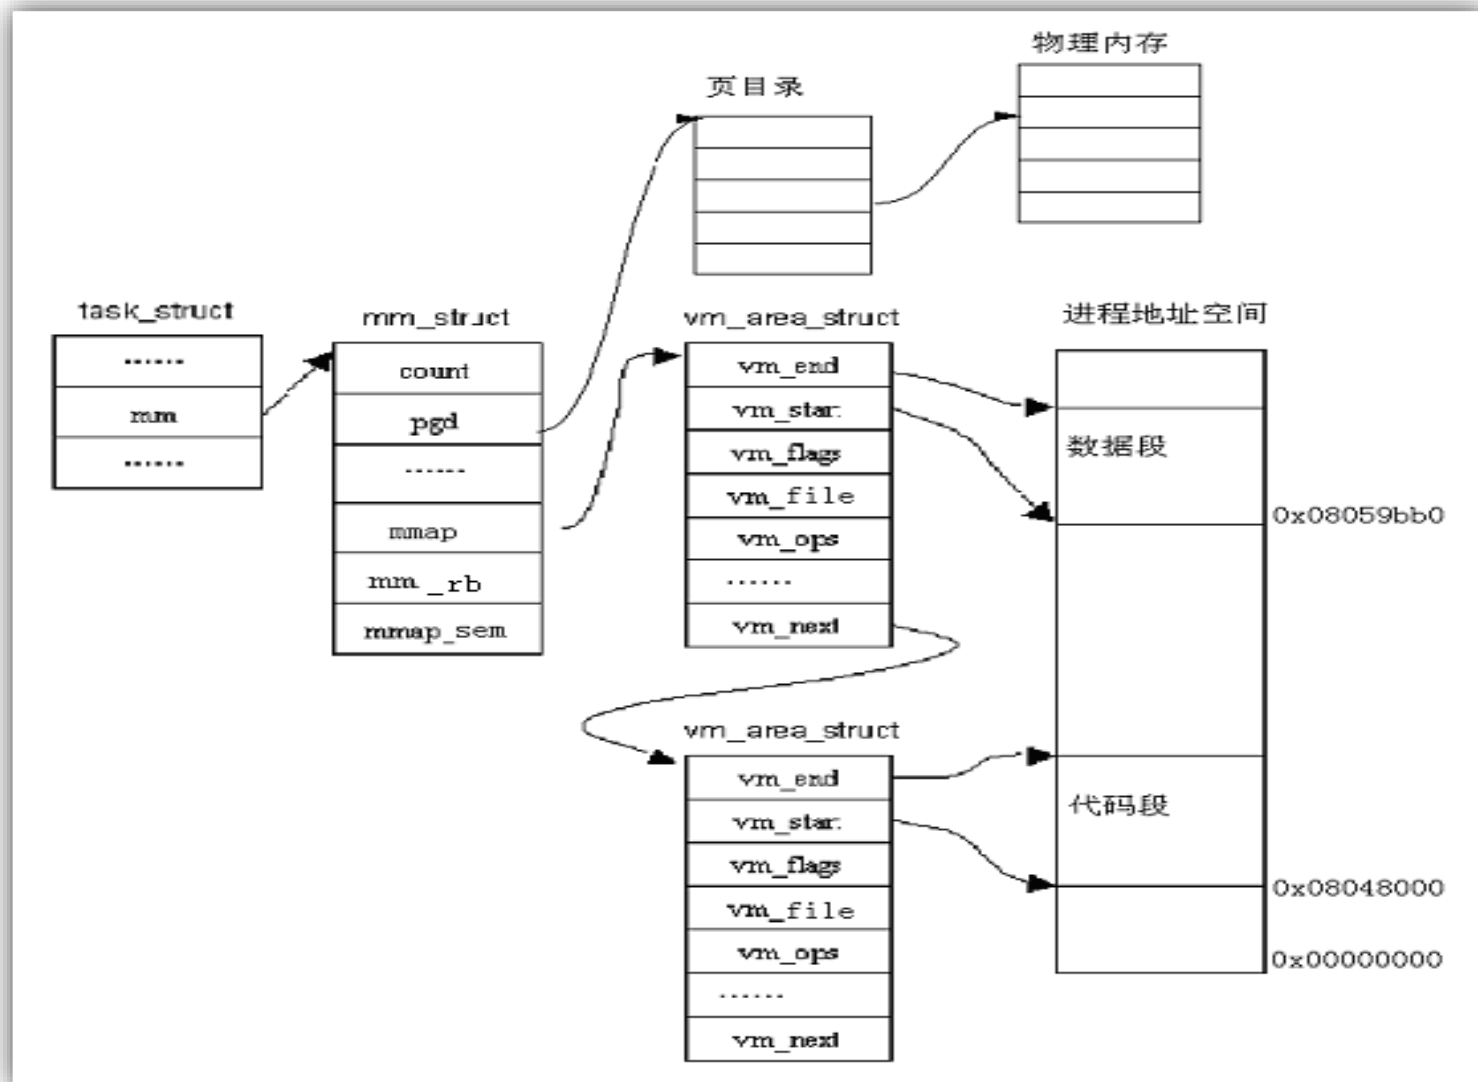 物理内存
页目录
task_struct
……
mm
……
mm_struct
count
pgd
……
mmap
mm_rb
mmap_sem
vm_area_struct
vm_end
vm_start
vm_flags
vm_file
vm_ops
……
vm_next
vm_area_struct
vm_end
vm_start
vm_flags
vm_file
vm_ops
……
vm_next
进程地址空间
数据段
0x08059bb0
代码段
0x08048000
0x00000000